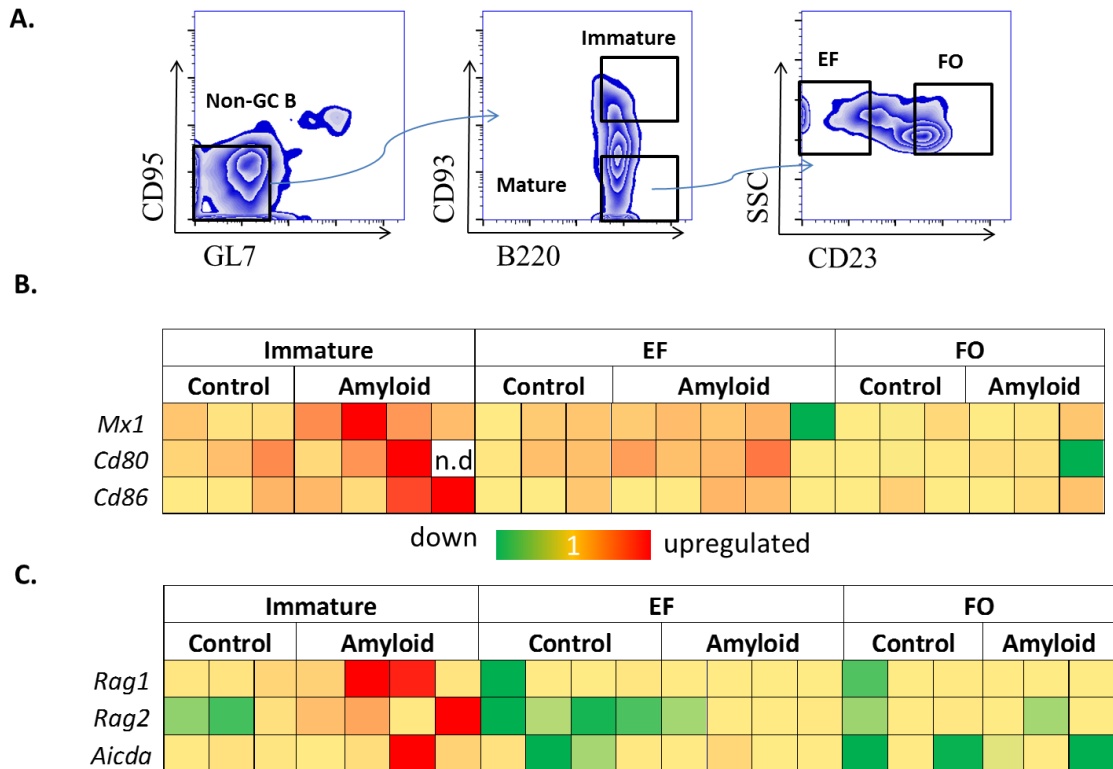 A.
Non-GC B
CD95
GL7
Immature
Mature
CD93
B220
EF FO
SSC
CD23
B.
Immature EF FO
Control Amyloid Control Amyloid Control Amyloid
Mx1
Cd80 n.d
Cd86
down 1 upregulated
C.
Immature EF FO
Control Amyloid Control Amyloid Control Amyloid
Rag1
Rag2
Aicda